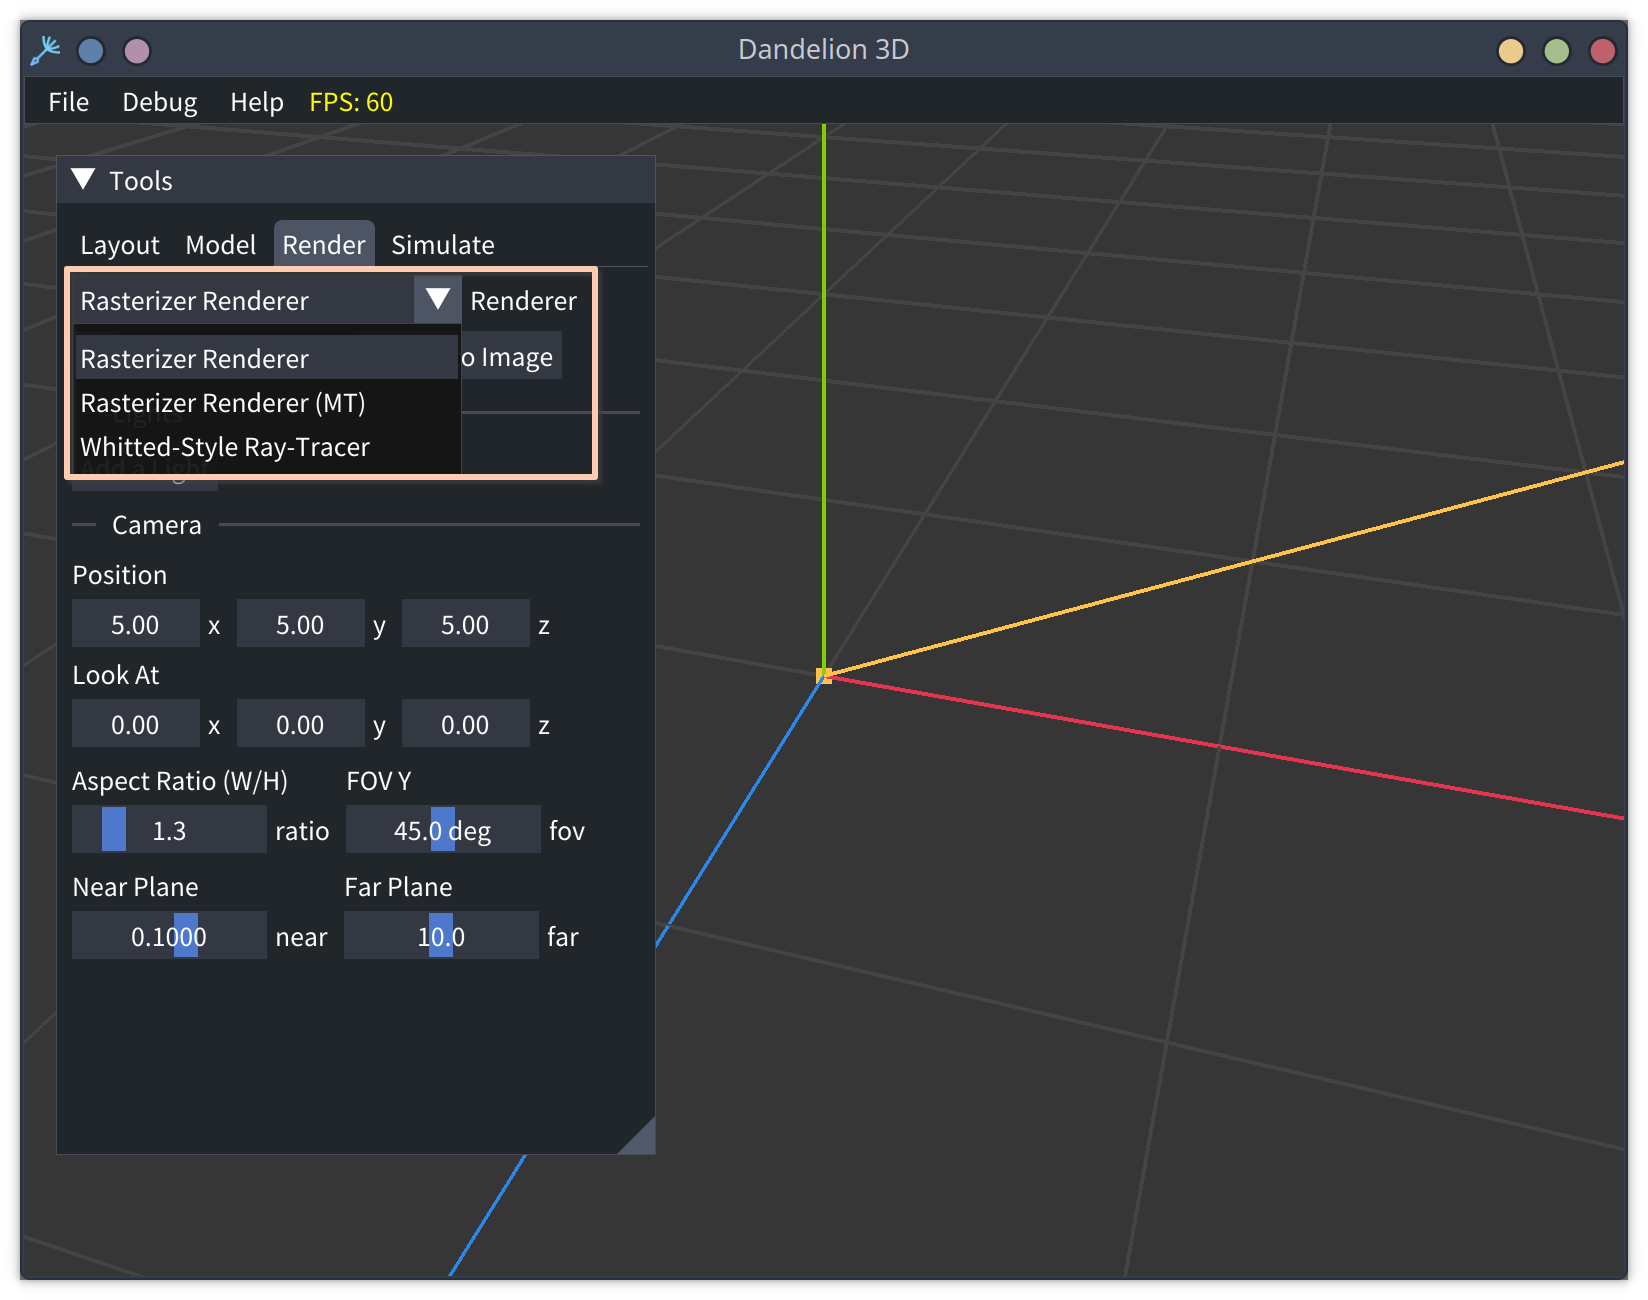 Dandelion 3D
File Debug Help FPS: 60
Tools
Layout Model Render Simulate
Rasterizer Renderer Renderer
Rasterizer Renderer
o Image
Rasterizer Renderer (MT)
Lights
Whitted-Style Ray-Tracer
Add a Light
Camera
Position
5.00 x 5.00 y 5.00 z
Look At
0.00 x 0.00 y 0.00 z
Aspect Ratio (W/H) FOV Y
1.3 ratio 45.0 deg fov
Near Plane Far Plane
0.1000 near 10.0 far